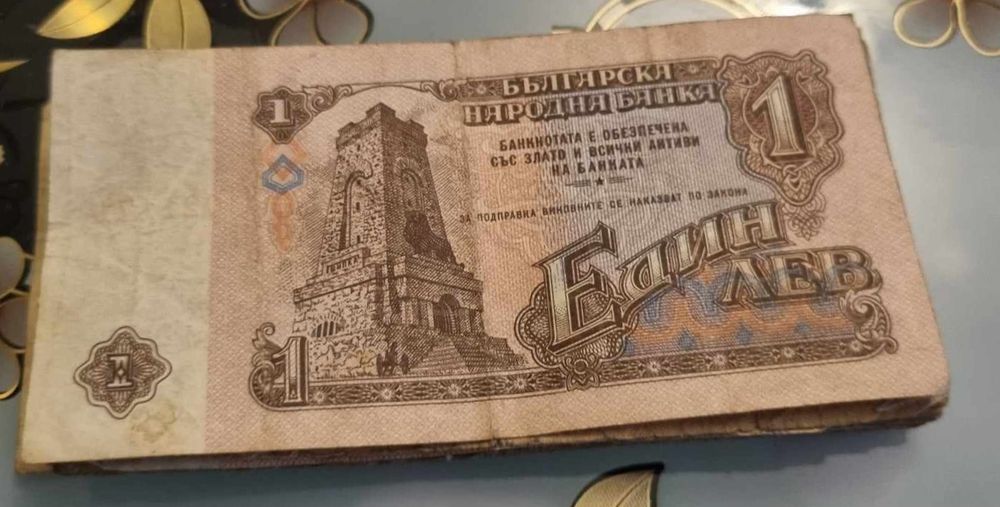 1
БЪЛГАРСКА
НАРОДНА БАНКА
1
БАНКНОТАТА Е ОБЕЗПЕЧЕНА
СЪС ЗЛАТО И ВСИЧКИ АКТИВИ
НА БАНКАТА
ЗА ПОДПРАВКА ВИНОВНИТЕ СЕ НАКАЗВАТ ПО ЗАКОНА
Един
ЛЕВ
1
1